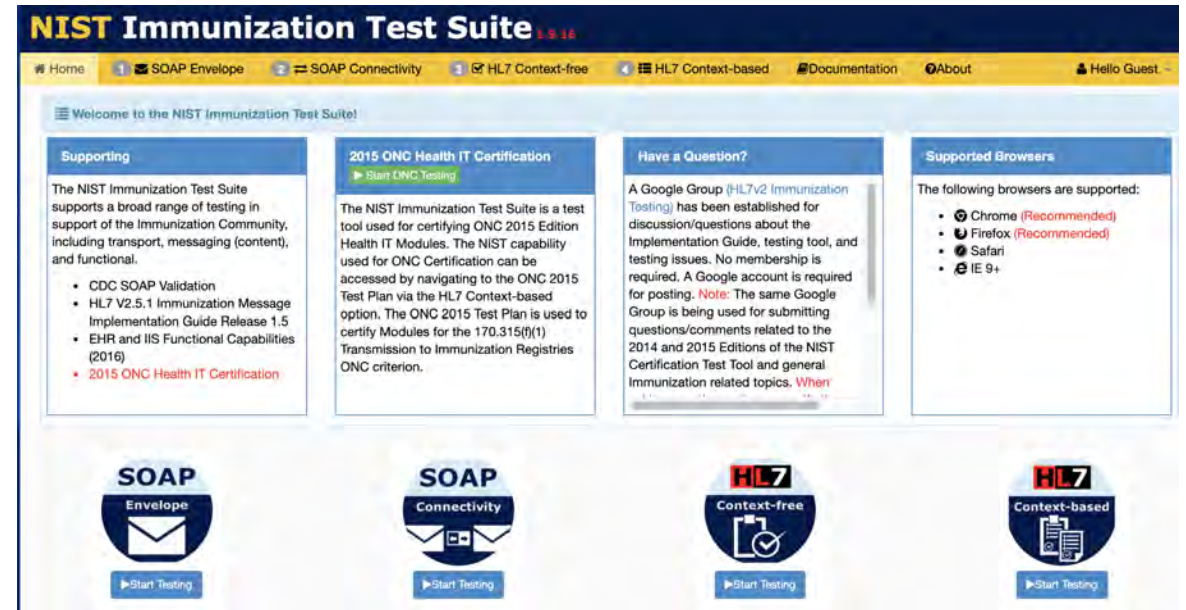 NIST Immunization Test Suite 1.9.16
Home 1 SOAP Envelope 2 SOAP Connectivity 3 HL7 Context-free 4 HL7 Context-based Documentation About Hello Guest
Welcome to the NIST Immunization Test Suite!
Supporting
The NIST Immunization Test Suite
supports a broad range of testing in
support of the Immunization Community,
including transport, messaging (content),
and functional.
• CDC SOAP Validation
• HL7 V2.5.1 Immunization Message
Implementation Guide Release 1.5
• EHR and IIS Functional Capabilities
(2016)
• 2015 ONC Health IT Certification
2015 ONC Health IT Certification
Start ONC Testing
The NIST Immunization Test Suite is a test
tool used for certifying ONC 2015 Edition
Health IT Modules. The NIST capability
used for ONC Certification can be
accessed by navigating to the ONC 2015
Test Plan via the HL7 Context-based
option. The ONC 2015 Test Plan is used to
certify Modules for the 170.315(f)(1)
Transmission to Immunization Registries
ONC criterion.
Have a Question?
A Google Group (HL7v2 Immunization
Testing) has been established for
discussion/questions about the
Implementation Guide, testing tool, and
testing issues. No membership is
required. A Google account is required
for posting. Note: The same Google
Group is being used for submitting
questions/comments related to the
2014 and 2015 Editions of the NIST
Certification Test Tool and general
Immunization related topics. When
Supported Browsers
The following browsers are supported:
• Chrome (Recommended)
• Firefox (Recommended)
• Safari
• IE 9+
SOAP
Envelope
Start Testing
SOAP
Connectivity
Start Testing
HL7
Context-free
Start Testing
HL7
Context-based
Start Testing